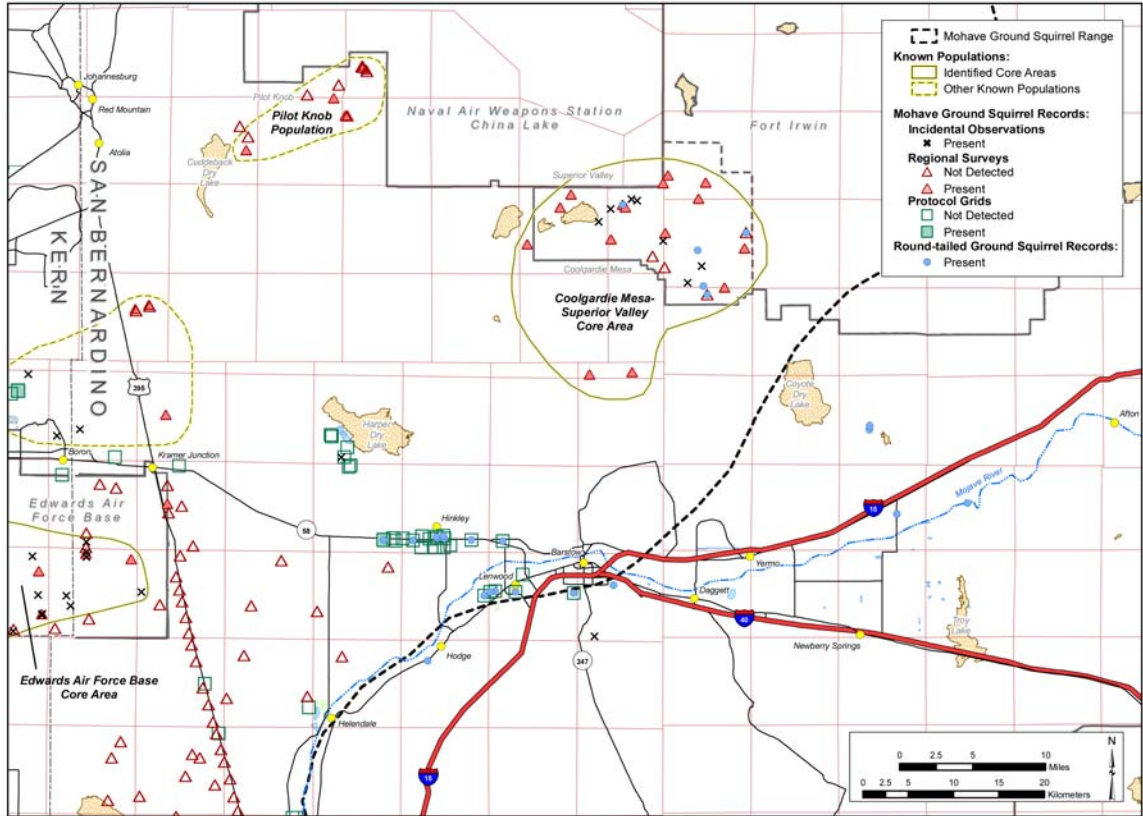 Mohave Ground Squirrel Range
Known Populations:
Identified Core Areas
Other Known Populations
Mohave Ground Squirrel Records:
Incidental Observations
Present
Regional Surveys
Not Detected
Present
Protocol Grids
Not Detected
Present
Round-tailed Ground Squirrel Records:
Present
Johannesburg
Red Mountain
Atolia
Pilot Knob
Pilot Knob
Population
Cuddeback
Dry
Lake
Naval Air Weapons Station
China Lake
Fort Irwin
Superior Valley
Coolgardie Mesa
Coolgardie Mesa-
Superior Valley
Core Area
KERN
SAN BERNARDINO
395
Boron
Kramer Junction
Harper
Dry
Lake
Coyote
Dry
Lake
Afton
Mojave River
15
Edwards Air
Force Base
58
Hinkley
Barstow
Lenwood
Yermo
Daggett
40
Troy
Lake
Newberry Springs
Hodge
247
Edwards Air Force Base
Core Area
Helendale
15
N
0 2.5 5 10
Miles
0 2.5 5 10 15 20
Kilometers